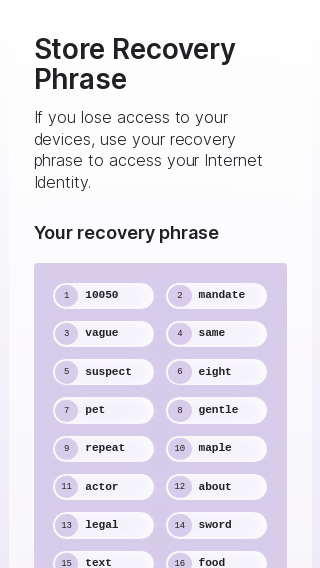 Store Recovery
Phrase
If you lose access to your
devices, use your recovery
phrase to access your Internet
Identity.
Your recovery phrase
1 10050 2 mandate
3 vague 4 same
5 suspect 6 eight
7 pet 8 gentle
9 repeat 10 maple
11 actor 12 about
13 legal 14 sword
15 text 16 food